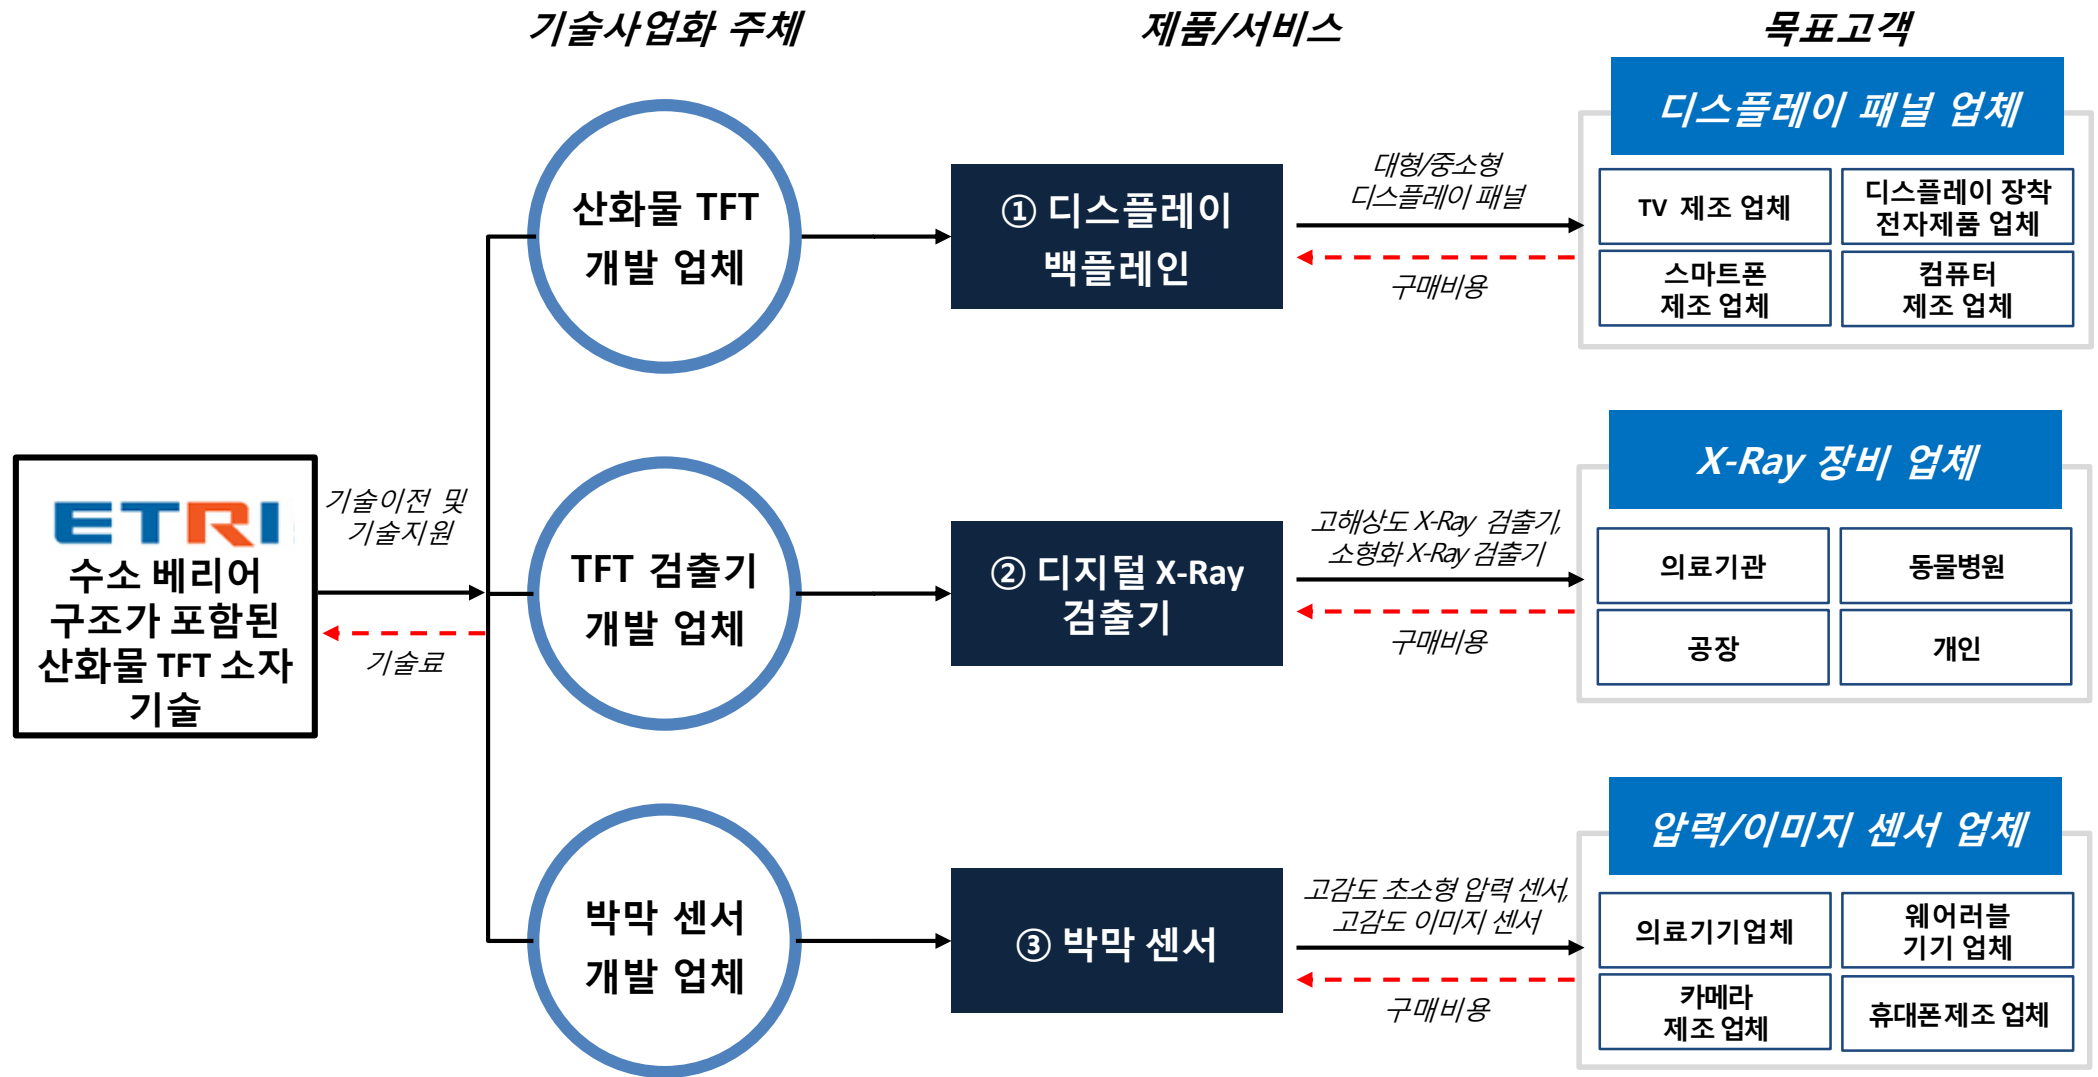 기술사업화 주체
제품/서비스
목표고객
ETRI
수소 베리어
구조가 포함된
산화물 TFT 소자
기술
기술이전 및
기술지원
기술료
산화물 TFT
개발 업체
① 디스플레이
백플레인
대형/중소형
디스플레이 패널
구매비용
디스플레이 패널 업체
TV 제조 업체
디스플레이 장착
전자제품 업체
스마트폰
제조 업체
컴퓨터
제조 업체
TFT 검출기
개발 업체
② 디지털 X-Ray
검출기
고해상도 X-Ray 검출기,
소형화 X-Ray 검출기
구매비용
X-Ray 장비 업체
의료기관
동물병원
공장
개인
박막 센서
개발 업체
③ 박막 센서
고감도 초소형 압력 센서,
고감도 이미지 센서
구매비용
압력/이미지 센서 업체
의료기기업체
웨어러블
기기 업체
카메라
제조 업체
휴대폰 제조 업체